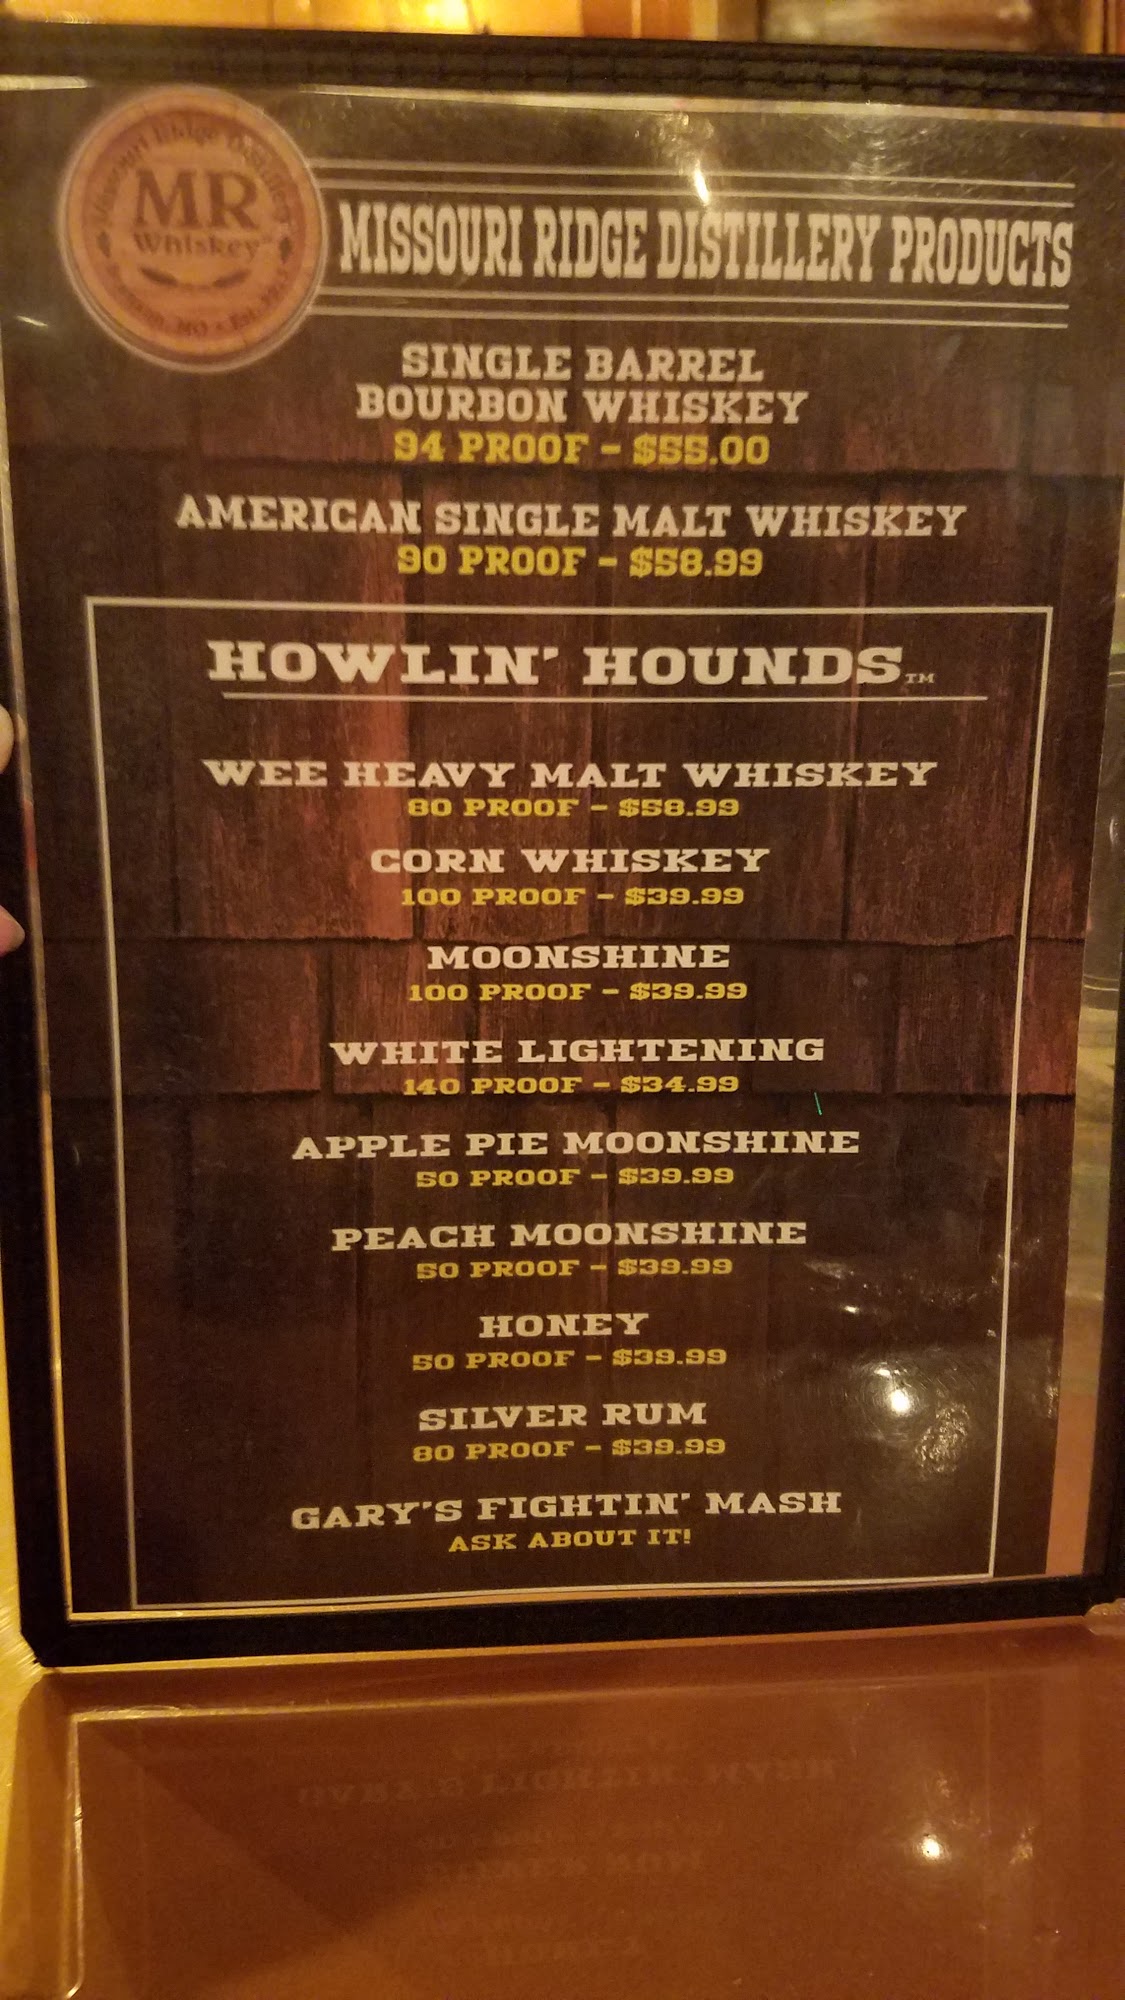 Missouri Ridge Distillery
MR
Whiskey
MISSOURI RIDGE DISTILLERY PRODUCTS
SINGLE BARREL
BOURBON WHISKEY
94 PROOF - $55.00
AMERICAN SINGLE MALT WHISKEY
90 PROOF - $58.99
HOWLIN' HOUNDS™
WEE HEAVY MALT WHISKEY
80 PROOF - $58.99
CORN WHISKEY
100 PROOF - $39.99
MOONSHINE
100 PROOF - $39.99
WHITE LIGHTENING
140 PROOF - $34.99
APPLE PIE MOONSHINE
50 PROOF - $39.99
PEACH MOONSHINE
50 PROOF - $39.99
HONEY
50 PROOF - $39.99
SILVER RUM
80 PROOF - $39.99
GARY'S FIGHTIN' MASH
ASK ABOUT IT!